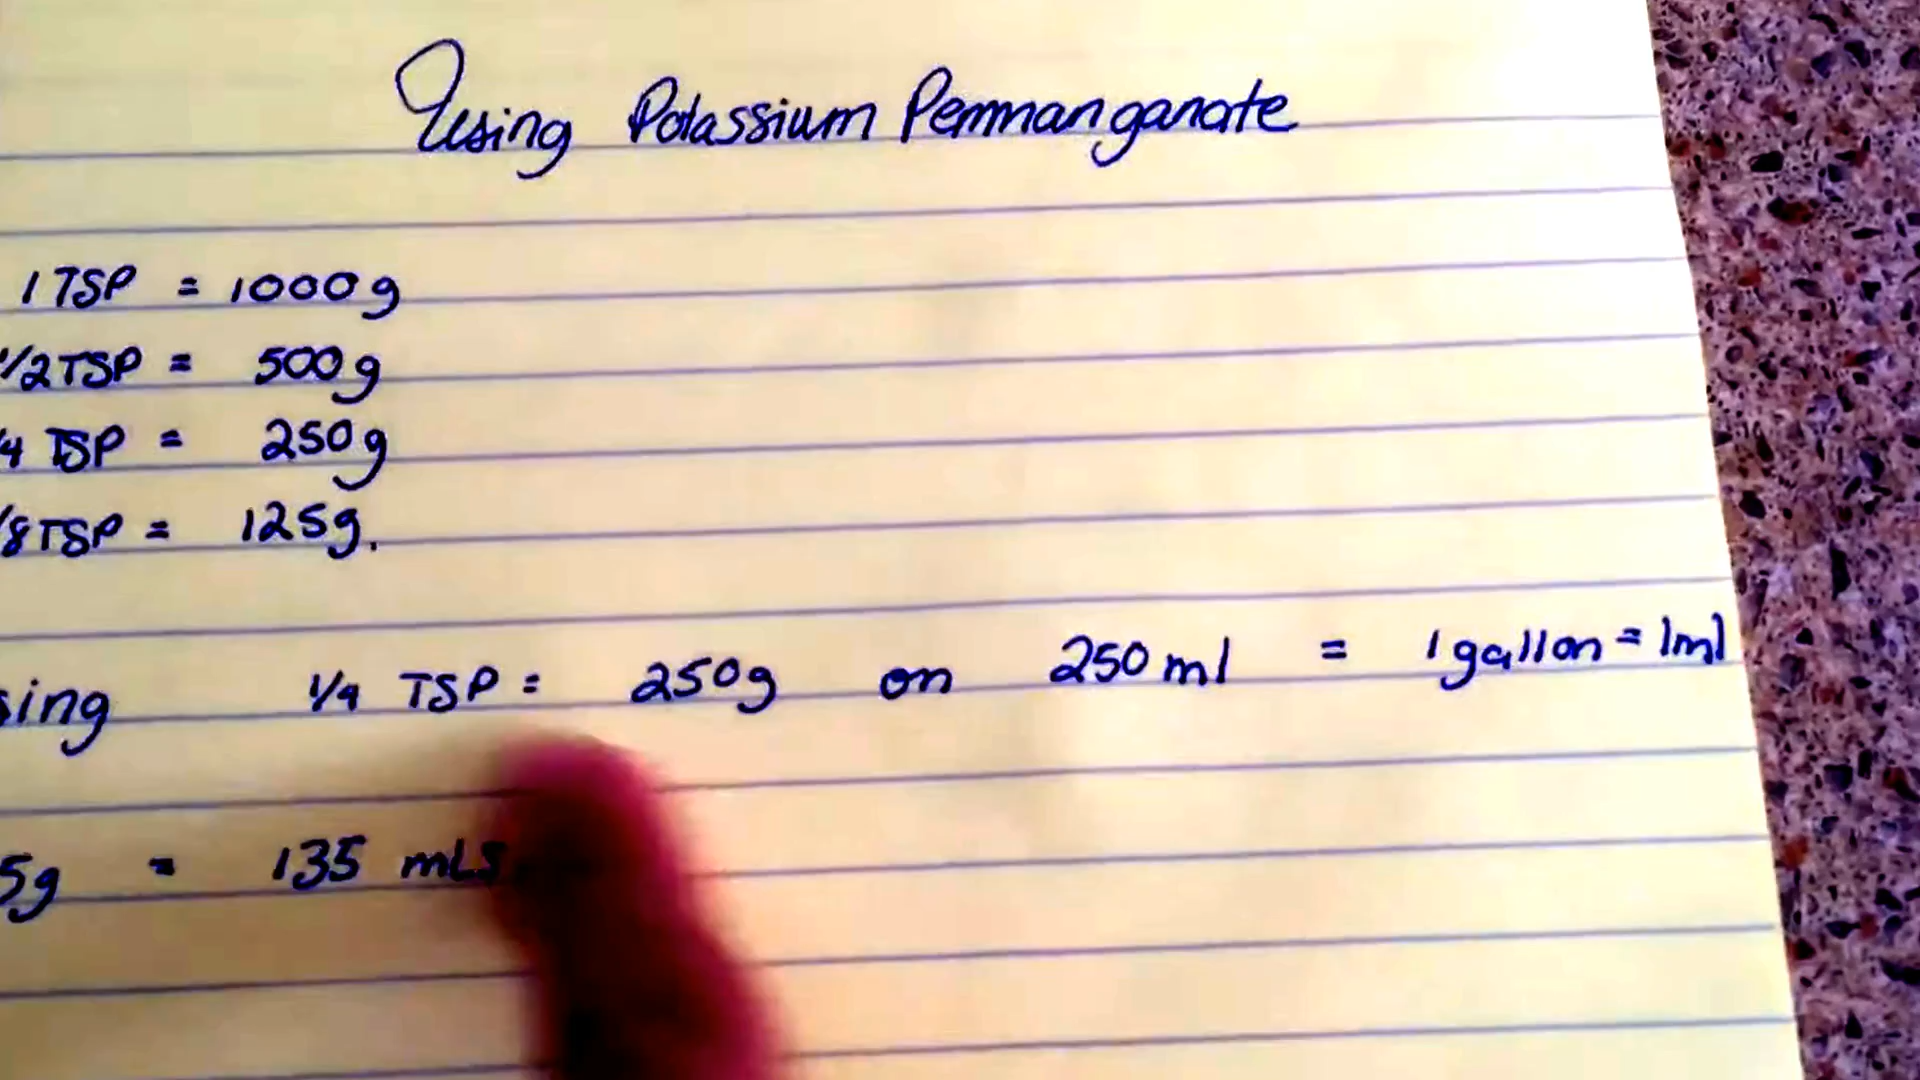 Using Potassium Permanganate
1 TSP = 1000g
1/2 TSP = 500g
/4 TSP = 250g
/8 TSP = 125g.
sing 1/4 TSP = 250g on 250 ml = 1 gallon = 1ml
5g = 135 mLs